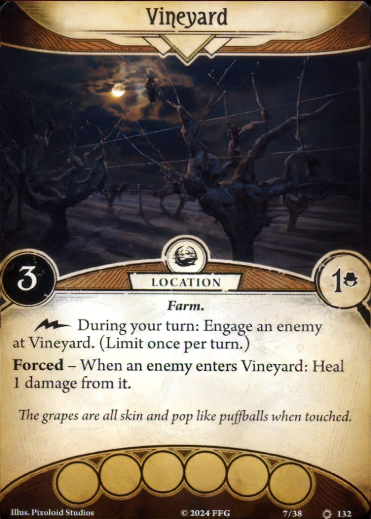 Vineyard
3
LOCATION
1
Farm.
During your turn: Engage an enemy
at Vineyard. (Limit once per turn.)
Forced – When an enemy enters Vineyard: Heal
1 damage from it.
The grapes are all skin and pop like puffballs when touched.
Illus. Pixoloid Studios © 2024 FFG 7/38 132